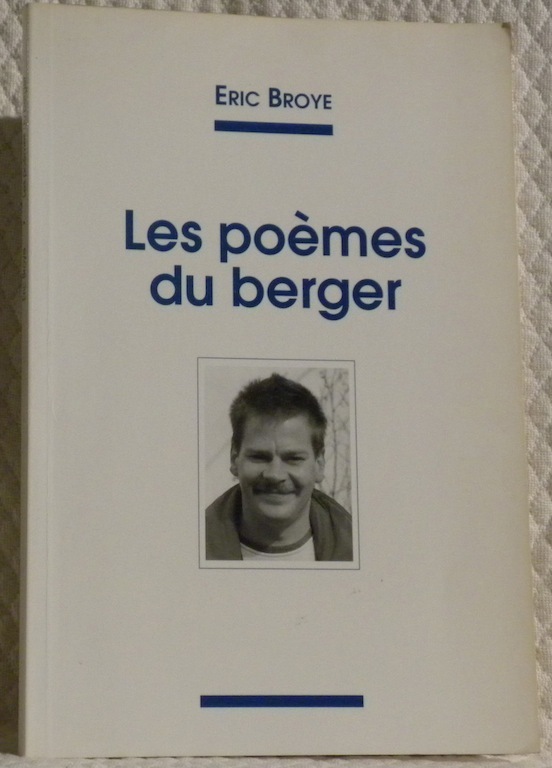 ERIC BROYE
Les poèmes
du berger